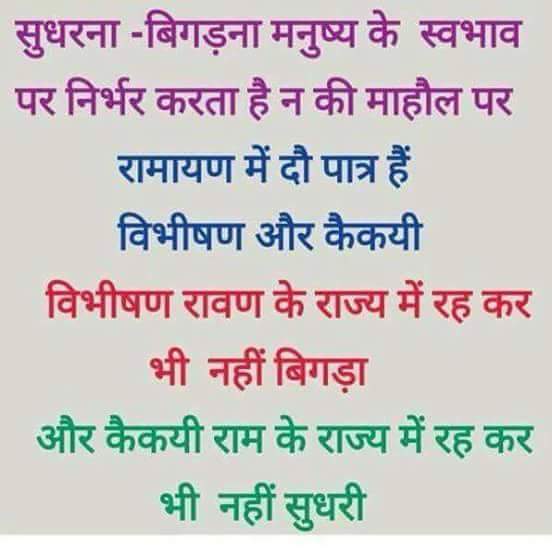 सुधरना -बिगड़ना मनुष्य के स्वभाव
पर निर्भर करता है न की माहौल पर
रामायण में दौ पात्र हैं
विभीषण और कैकयी
विभीषण रावण के राज्य में रह कर
भी नहीं बिगड़ा
और कैकयी राम के राज्य में रह कर
भी नहीं सुधरी